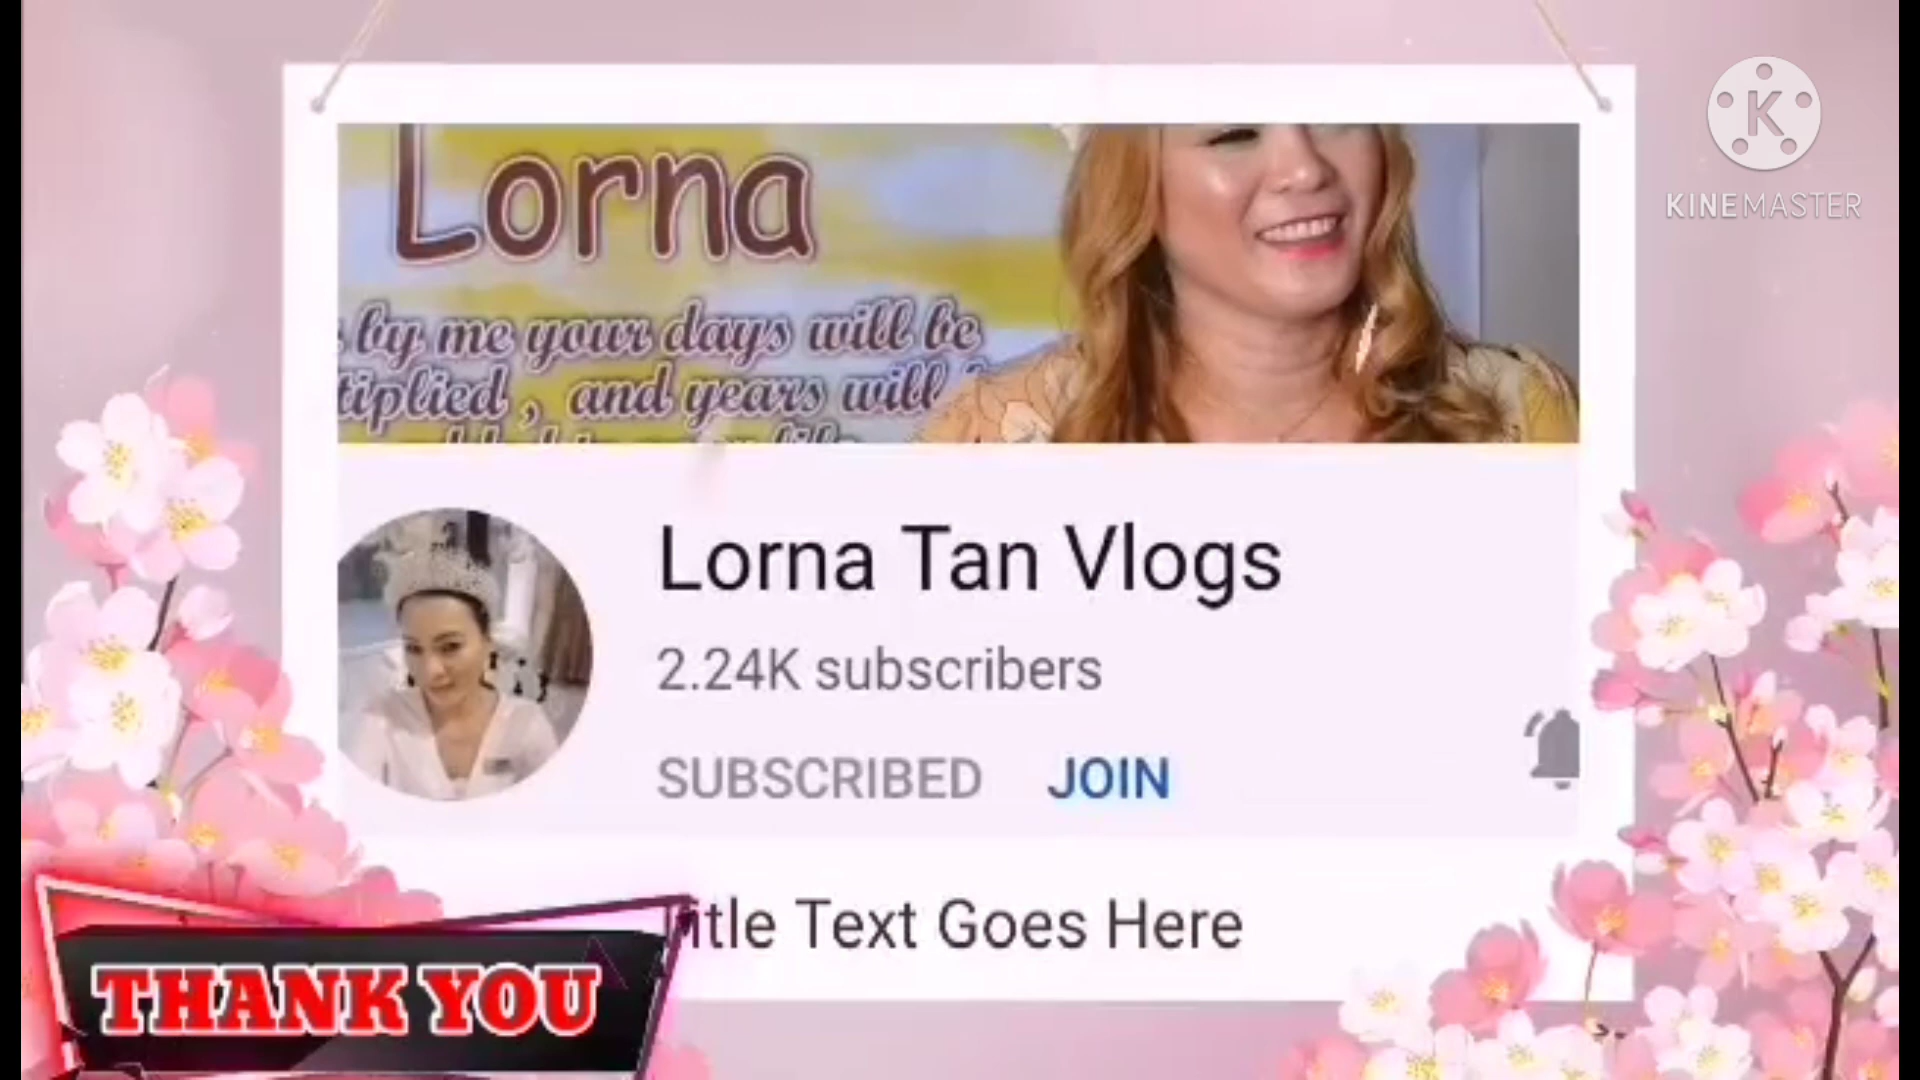 Lorna
by me your days will be
tiplied, and years will
KINEMASTER
Lorna Tan Vlogs
2.24K subscribers
SUBSCRIBED JOIN
Title Text Goes Here
THANK YOU